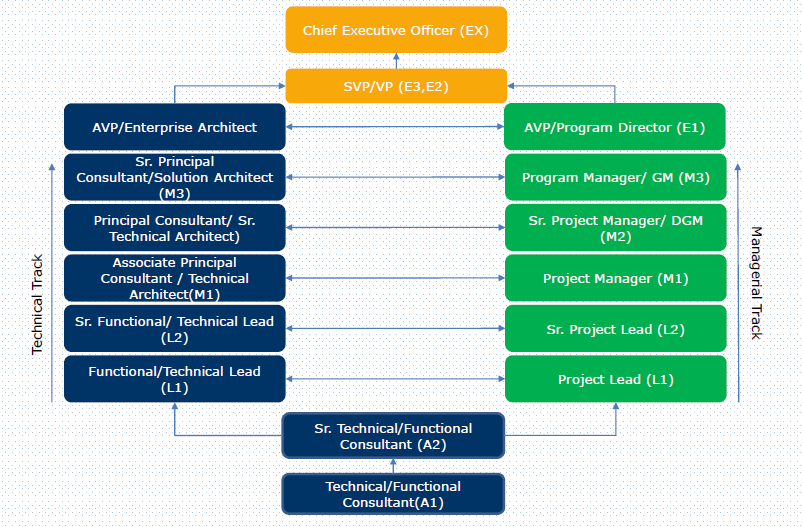 Chief Executive Officer (EX)
SVP/VP (E3,E2)
AVP/Enterprise Architect
AVP/Program Director (E1)
Sr. Principal
Consultant/Solution Architect
(M3)
Program Manager/ GM (M3)
Principal Consultant/ Sr.
Technical Architect)
Sr. Project Manager/ DGM
(M2)
Associate Principal
Consultant / Technical
Architect(M1)
Project Manager (M1)
Sr. Functional/ Technical Lead
(L2)
Sr. Project Lead (L2)
Functional/Technical Lead
(L1)
Project Lead (L1)
Technical Track
Managerial Track
Sr. Technical/Functional
Consultant (A2)
Technical/Functional
Consultant(A1)